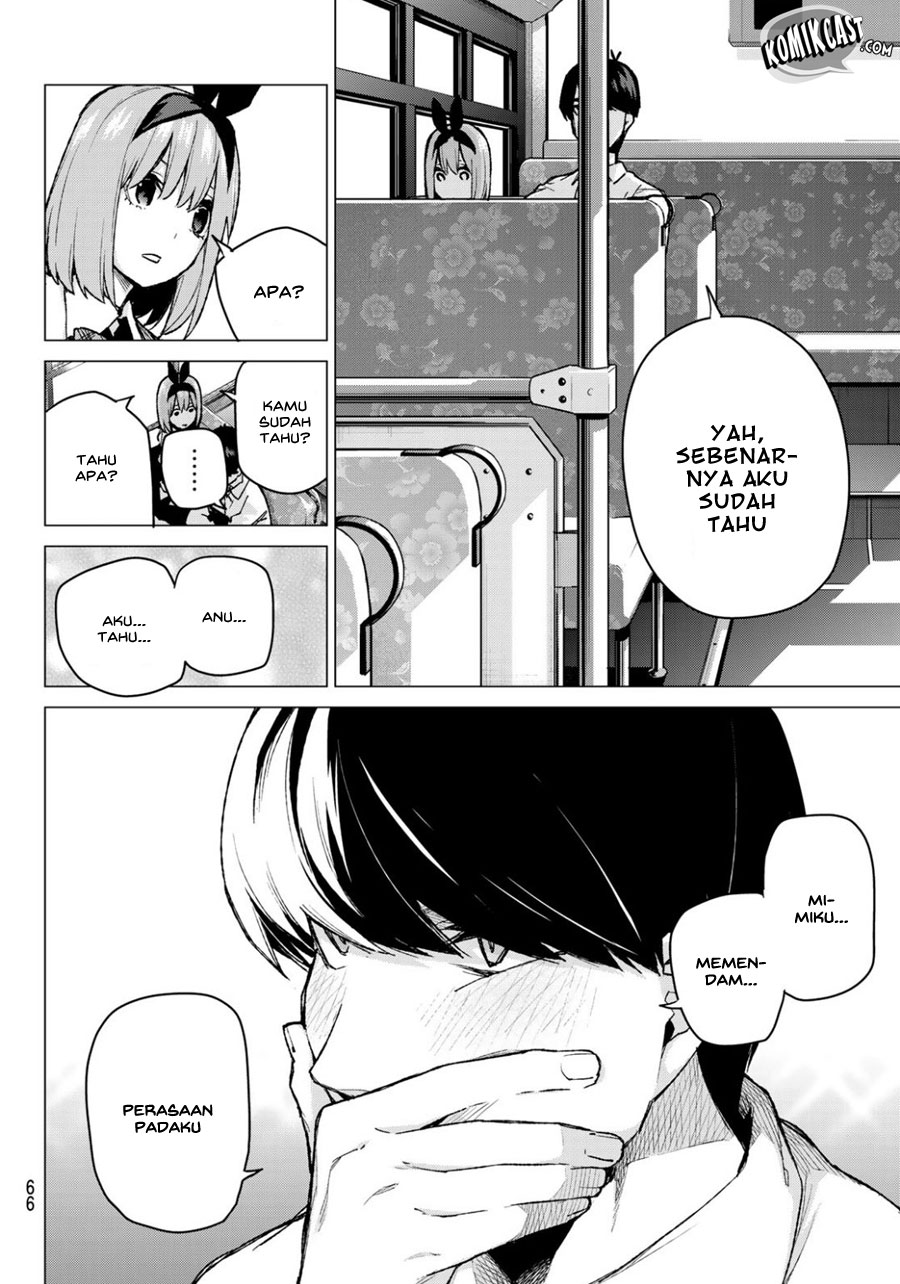 KOMIKCAST
.COM
YAH,
SEBENAR-
NYA AKU
SUDAH
TAHU
APA?
KAMU
SUDAH
TAHU?
......
TAHU
APA?
ANU...
AKU...
TAHU...
MI-
MIKU...
MEMEN-
DAM...
PERASAAN
PADAKU
66